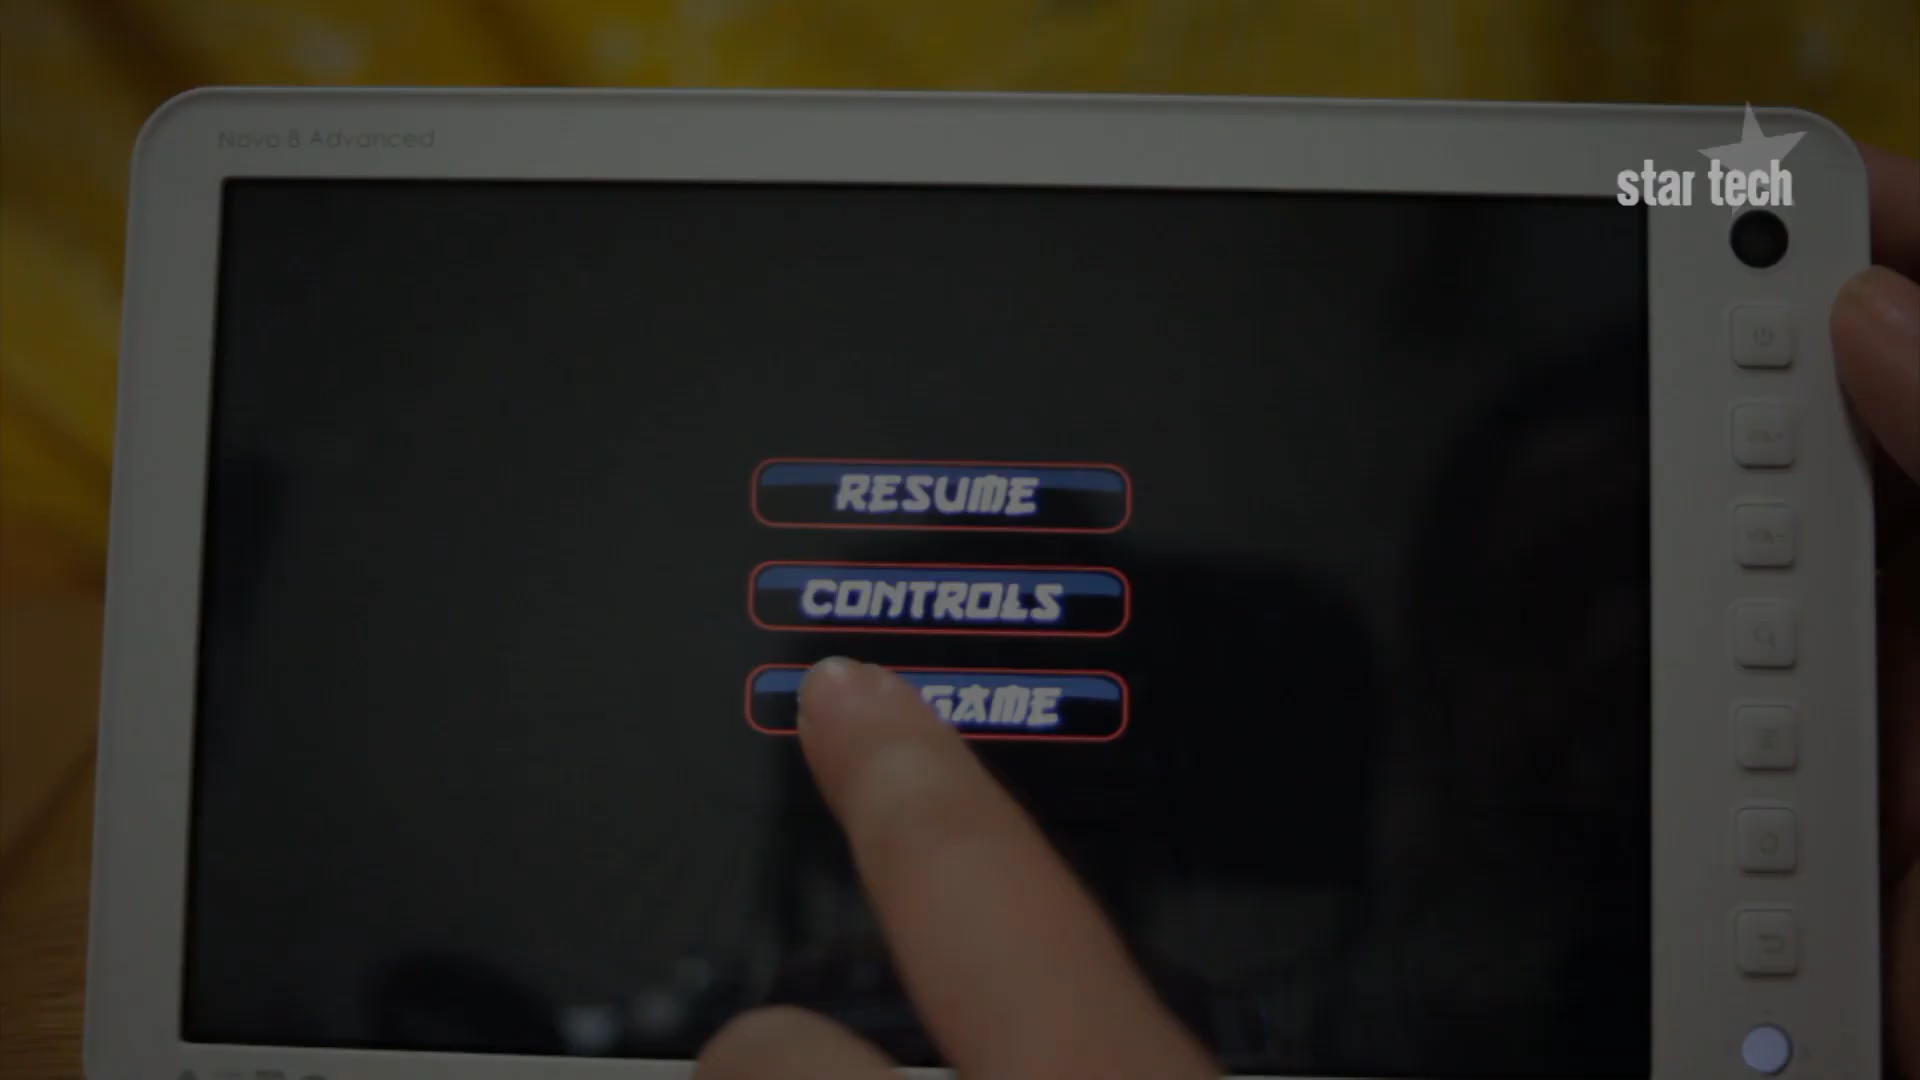 Novo 8 Advanced
star tech
RESUME
CONTROLS
GAME